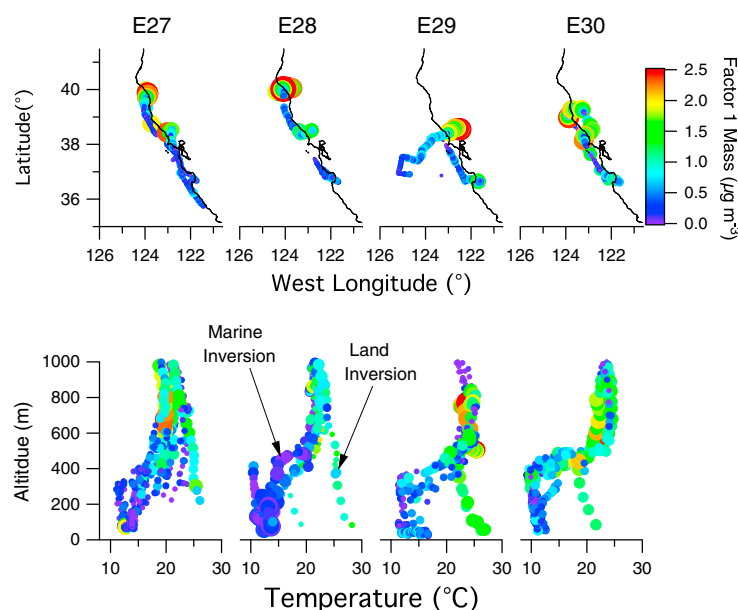 E27 E28 E29 E30
40
38
36
Latitude(°)
126 124 122 126 124 122 126 124 122 126 124 122
West Longitude (°)
2.5
2.0
1.5
1.0
0.5
0.0
Factor 1 Mass (µg m-3)
Marine
Inversion
Land
Inversion
1000
800
600
400
200
0
Altitdue (m)
10 20 30 10 20 30 10 20 30 10 20 30
Temperature (°C)